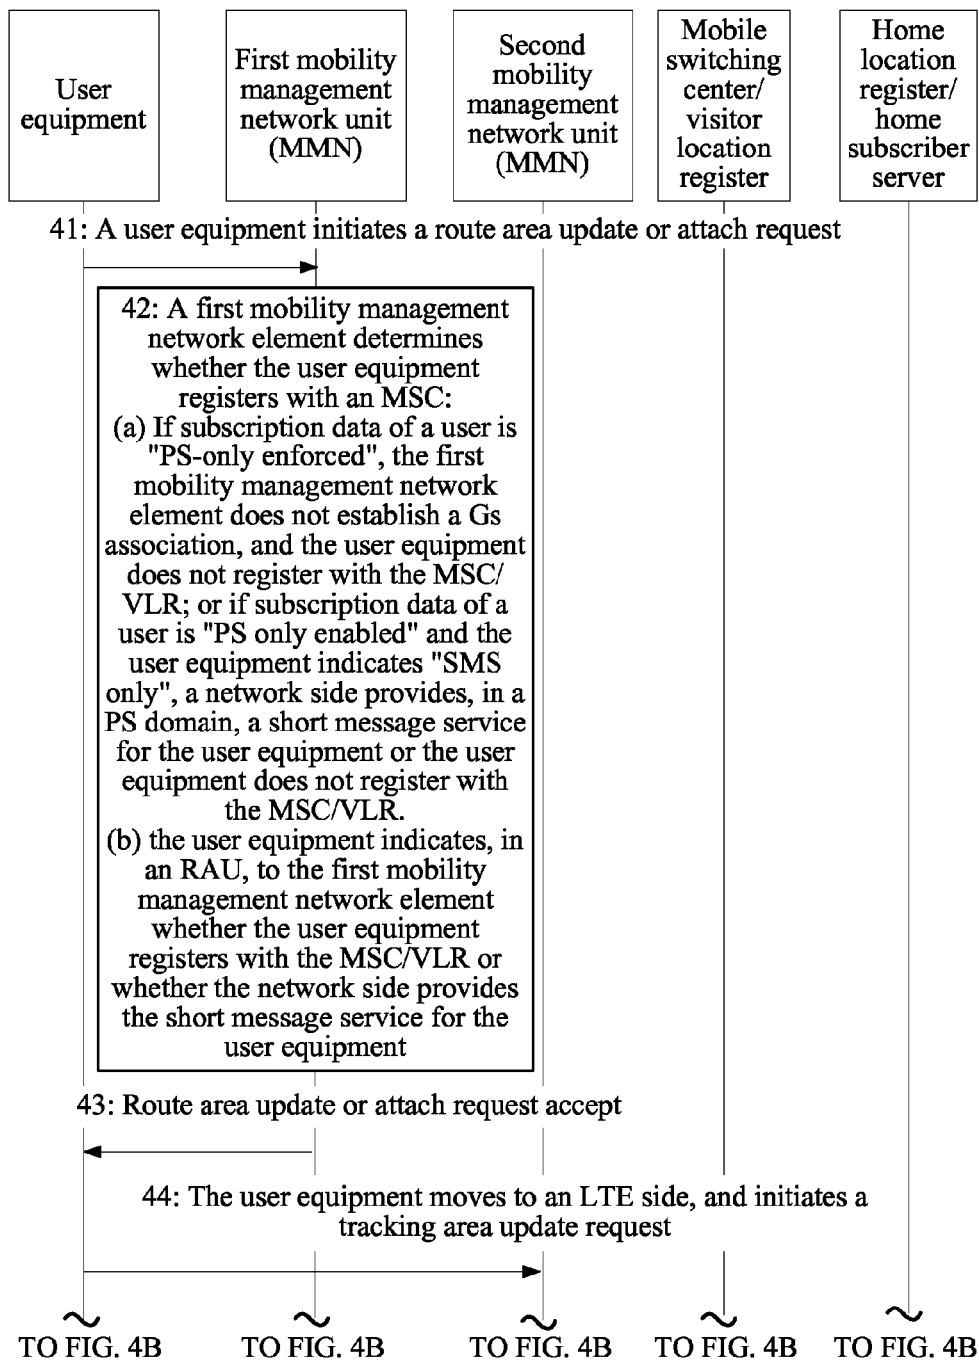 User
equipment
First mobility
management
network unit
(MMN)
Second
mobility
management
network unit
(MMN)
Mobile
switching
center/
visitor
location
register
Home
location
register/
home
subscriber
server
41: A user equipment initiates a route area update or attach request
42: A first mobility management
network element determines
whether the user equipment
registers with an MSC:
(a) If subscription data of a user is
"PS-only enforced", the first
mobility management network
element does not establish a Gs
association, and the user equipment
does not register with the MSC/
VLR; or if subscription data of a
user is "PS only enabled" and the
user equipment indicates "SMS
only", a network side provides, in a
PS domain, a short message service
for the user equipment or the user
equipment does not register with
the MSC/VLR.
(b) the user equipment indicates, in
an RAU, to the first mobility
management network element
whether the user equipment
registers with the MSC/VLR or
whether the network side provides
the short message service for the
user equipment
43: Route area update or attach request accept
44: The user equipment moves to an LTE side, and initiates a
tracking area update request
TO FIG. 4B
TO FIG. 4B
TO FIG. 4B
TO FIG. 4B
TO FIG. 4B